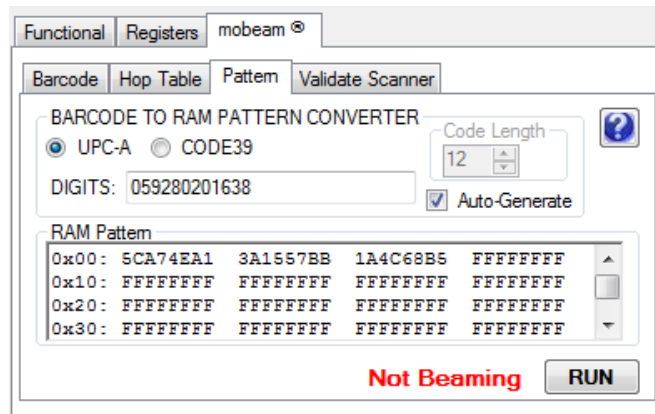 Functional Registers mobeam ®
Barcode Hop Table Pattern Validate Scanner
BARCODE TO RAM PATTERN CONVERTER
UPC-A CODE39
Code Length
12
DIGITS: 059280201638
Auto-Generate
RAM Pattern
0x00: 5CA74EA1 3A1557BB 1A4C68B5 FFFFFFFF
0x10: FFFFFFFF FFFFFFFF FFFFFFFF FFFFFFFF
0x20: FFFFFFFF FFFFFFFF FFFFFFFF FFFFFFFF
0x30: FFFFFFFF FFFFFFFF FFFFFFFF FFFFFFFF
Not Beaming RUN